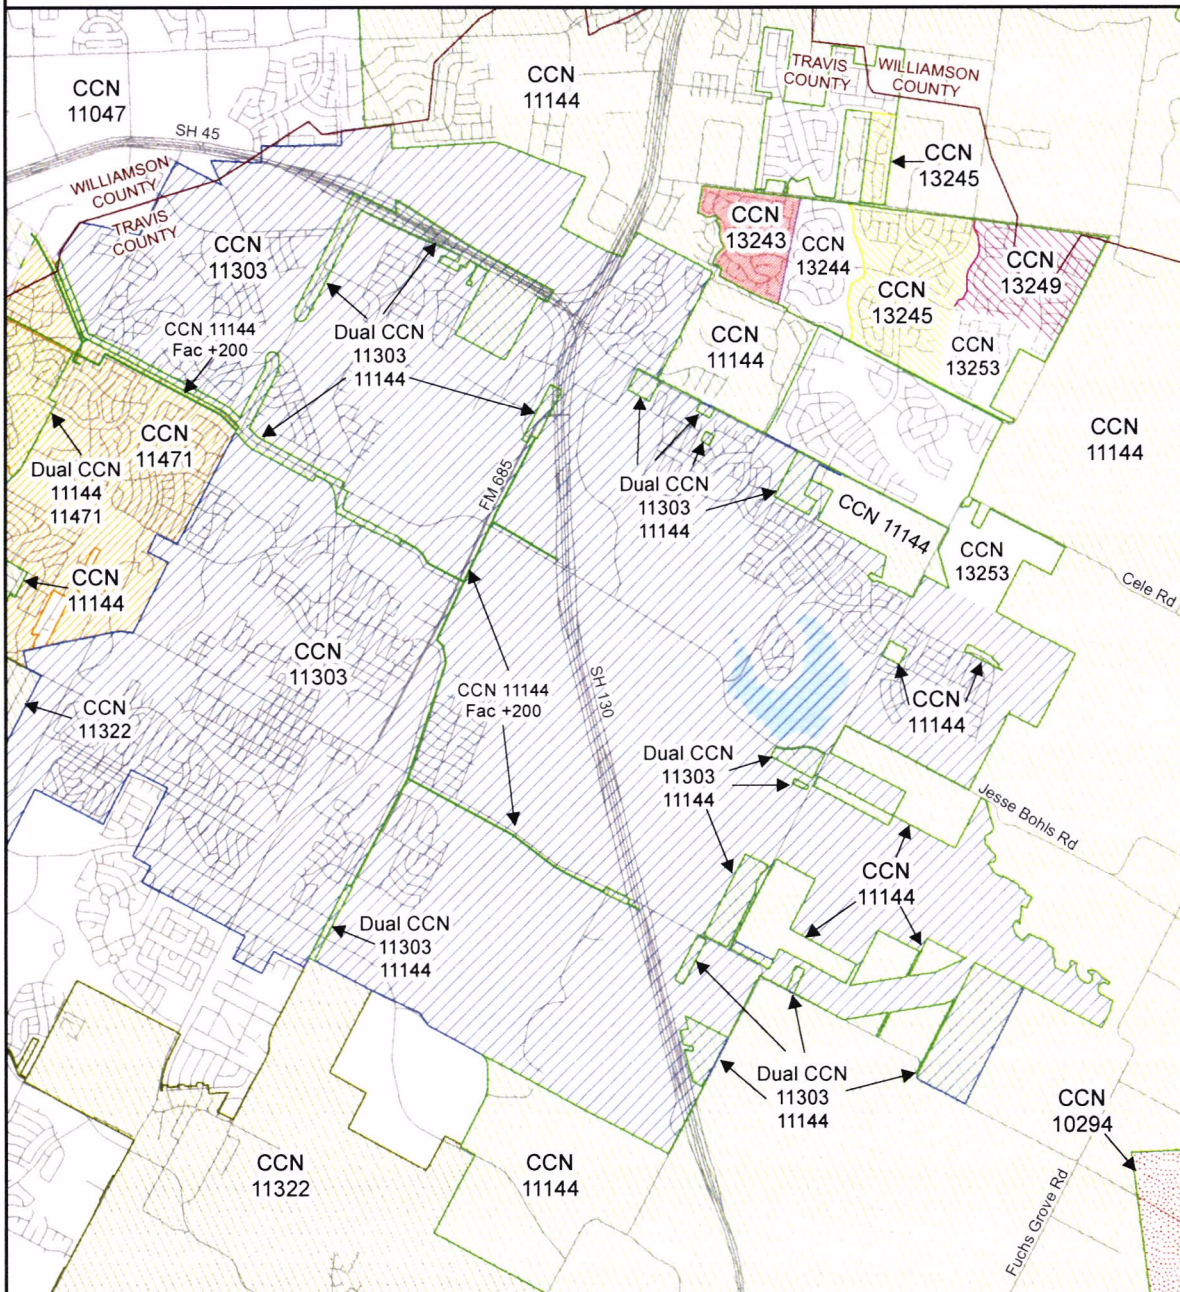 CCN
11047
SH 45
CCN
11144
TRAVIS
COUNTY
WILLIAMSON
COUNTY
CCN
13245
WILLIAMSON
COUNTY
TRAVIS
COUNTY
CCN
11303
CCN
13243
CCN
13244
CCN
13249
CCN
13245
CCN 11144
Fac +200
Dual CCN
11303
11144
CCN
11144
CCN
13253
CCN
11471
CCN
11144
Dual CCN
11144
11471
FM 685
Dual CCN
11303
11144
CCN 11144
CCN
13253
Cele Rd
CCN
11144
CCN
11303
CCN 11144
Fac +200
SH 130
CCN
11144
CCN
11322
Dual CCN
11303
11144
Jesse Bohls Rd
CCN
11144
Dual CCN
11303
11144
Dual CCN
11303
11144
CCN
10294
CCN
11322
CCN
11144
Fuchs Grove Rd